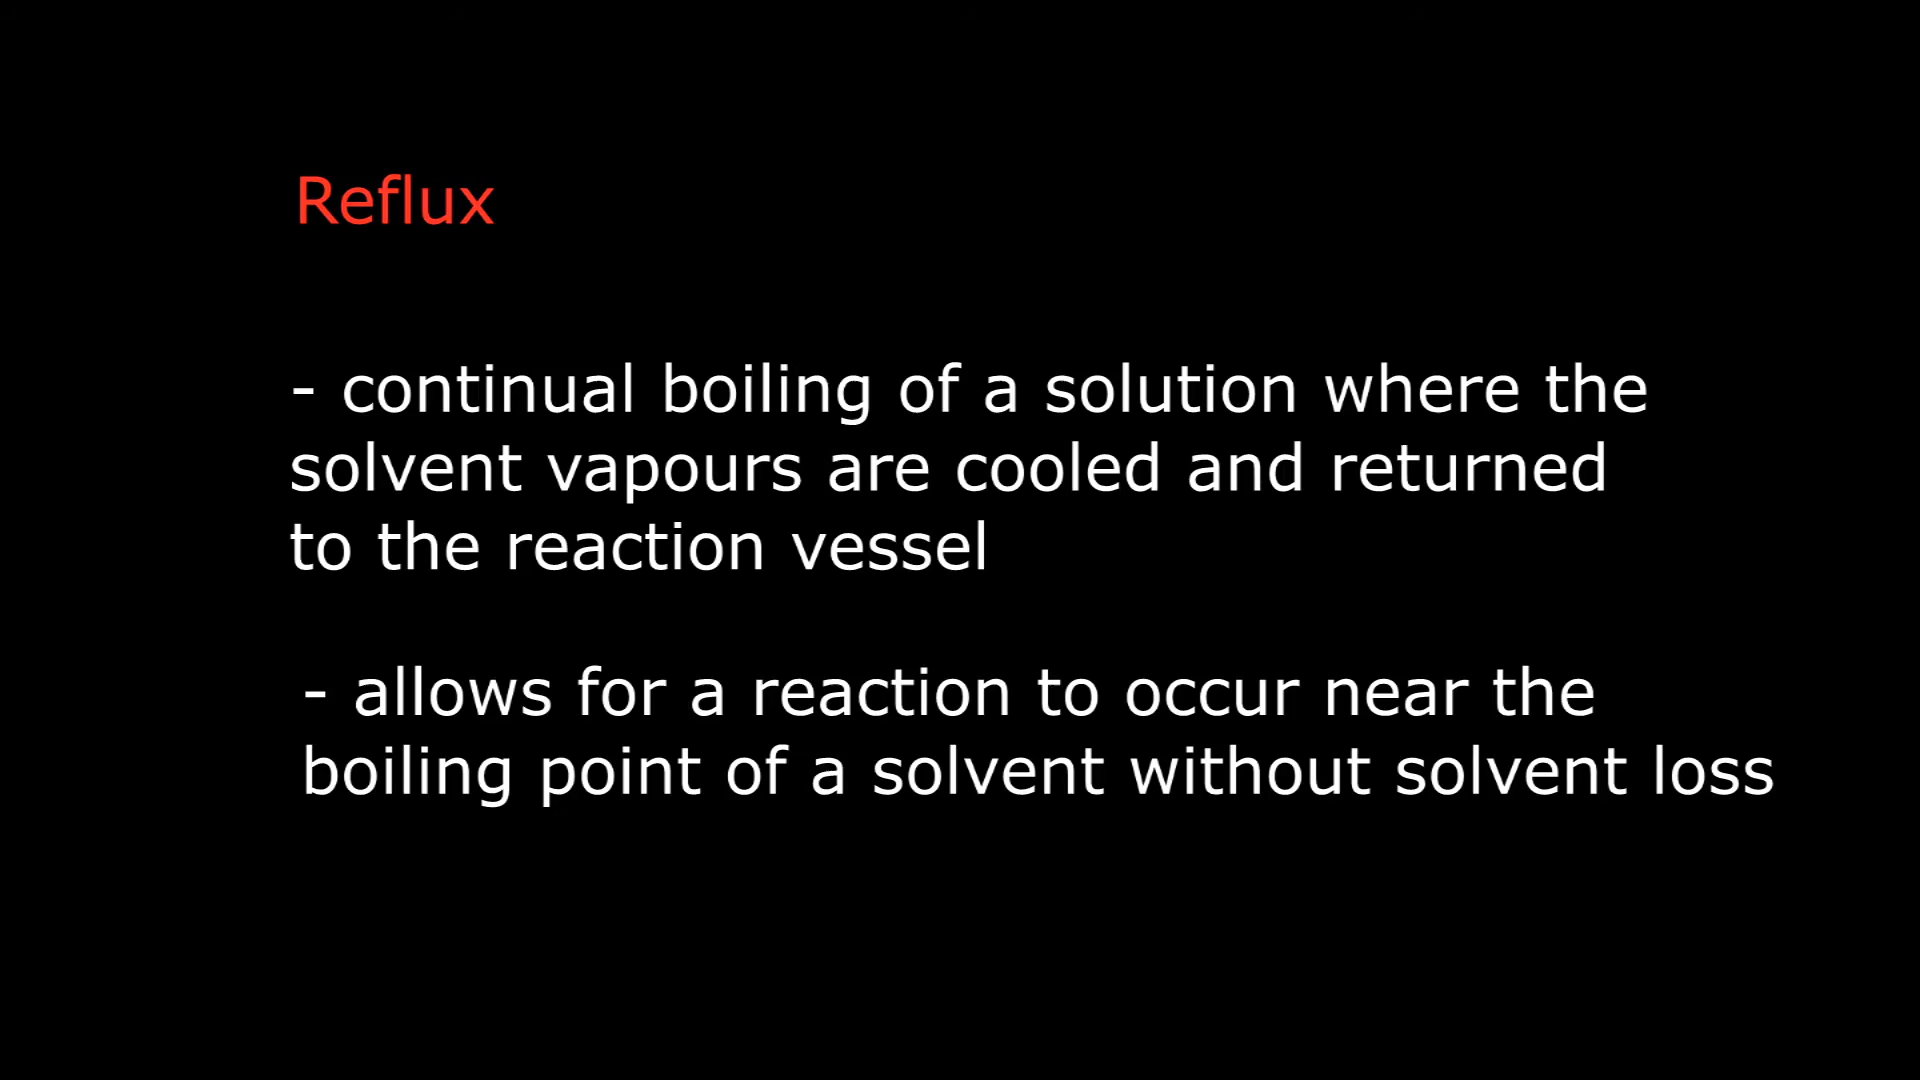 Reflux
- continual boiling of a solution where the
solvent vapours are cooled and returned
to the reaction vessel
- allows for a reaction to occur near the
boiling point of a solvent without solvent loss